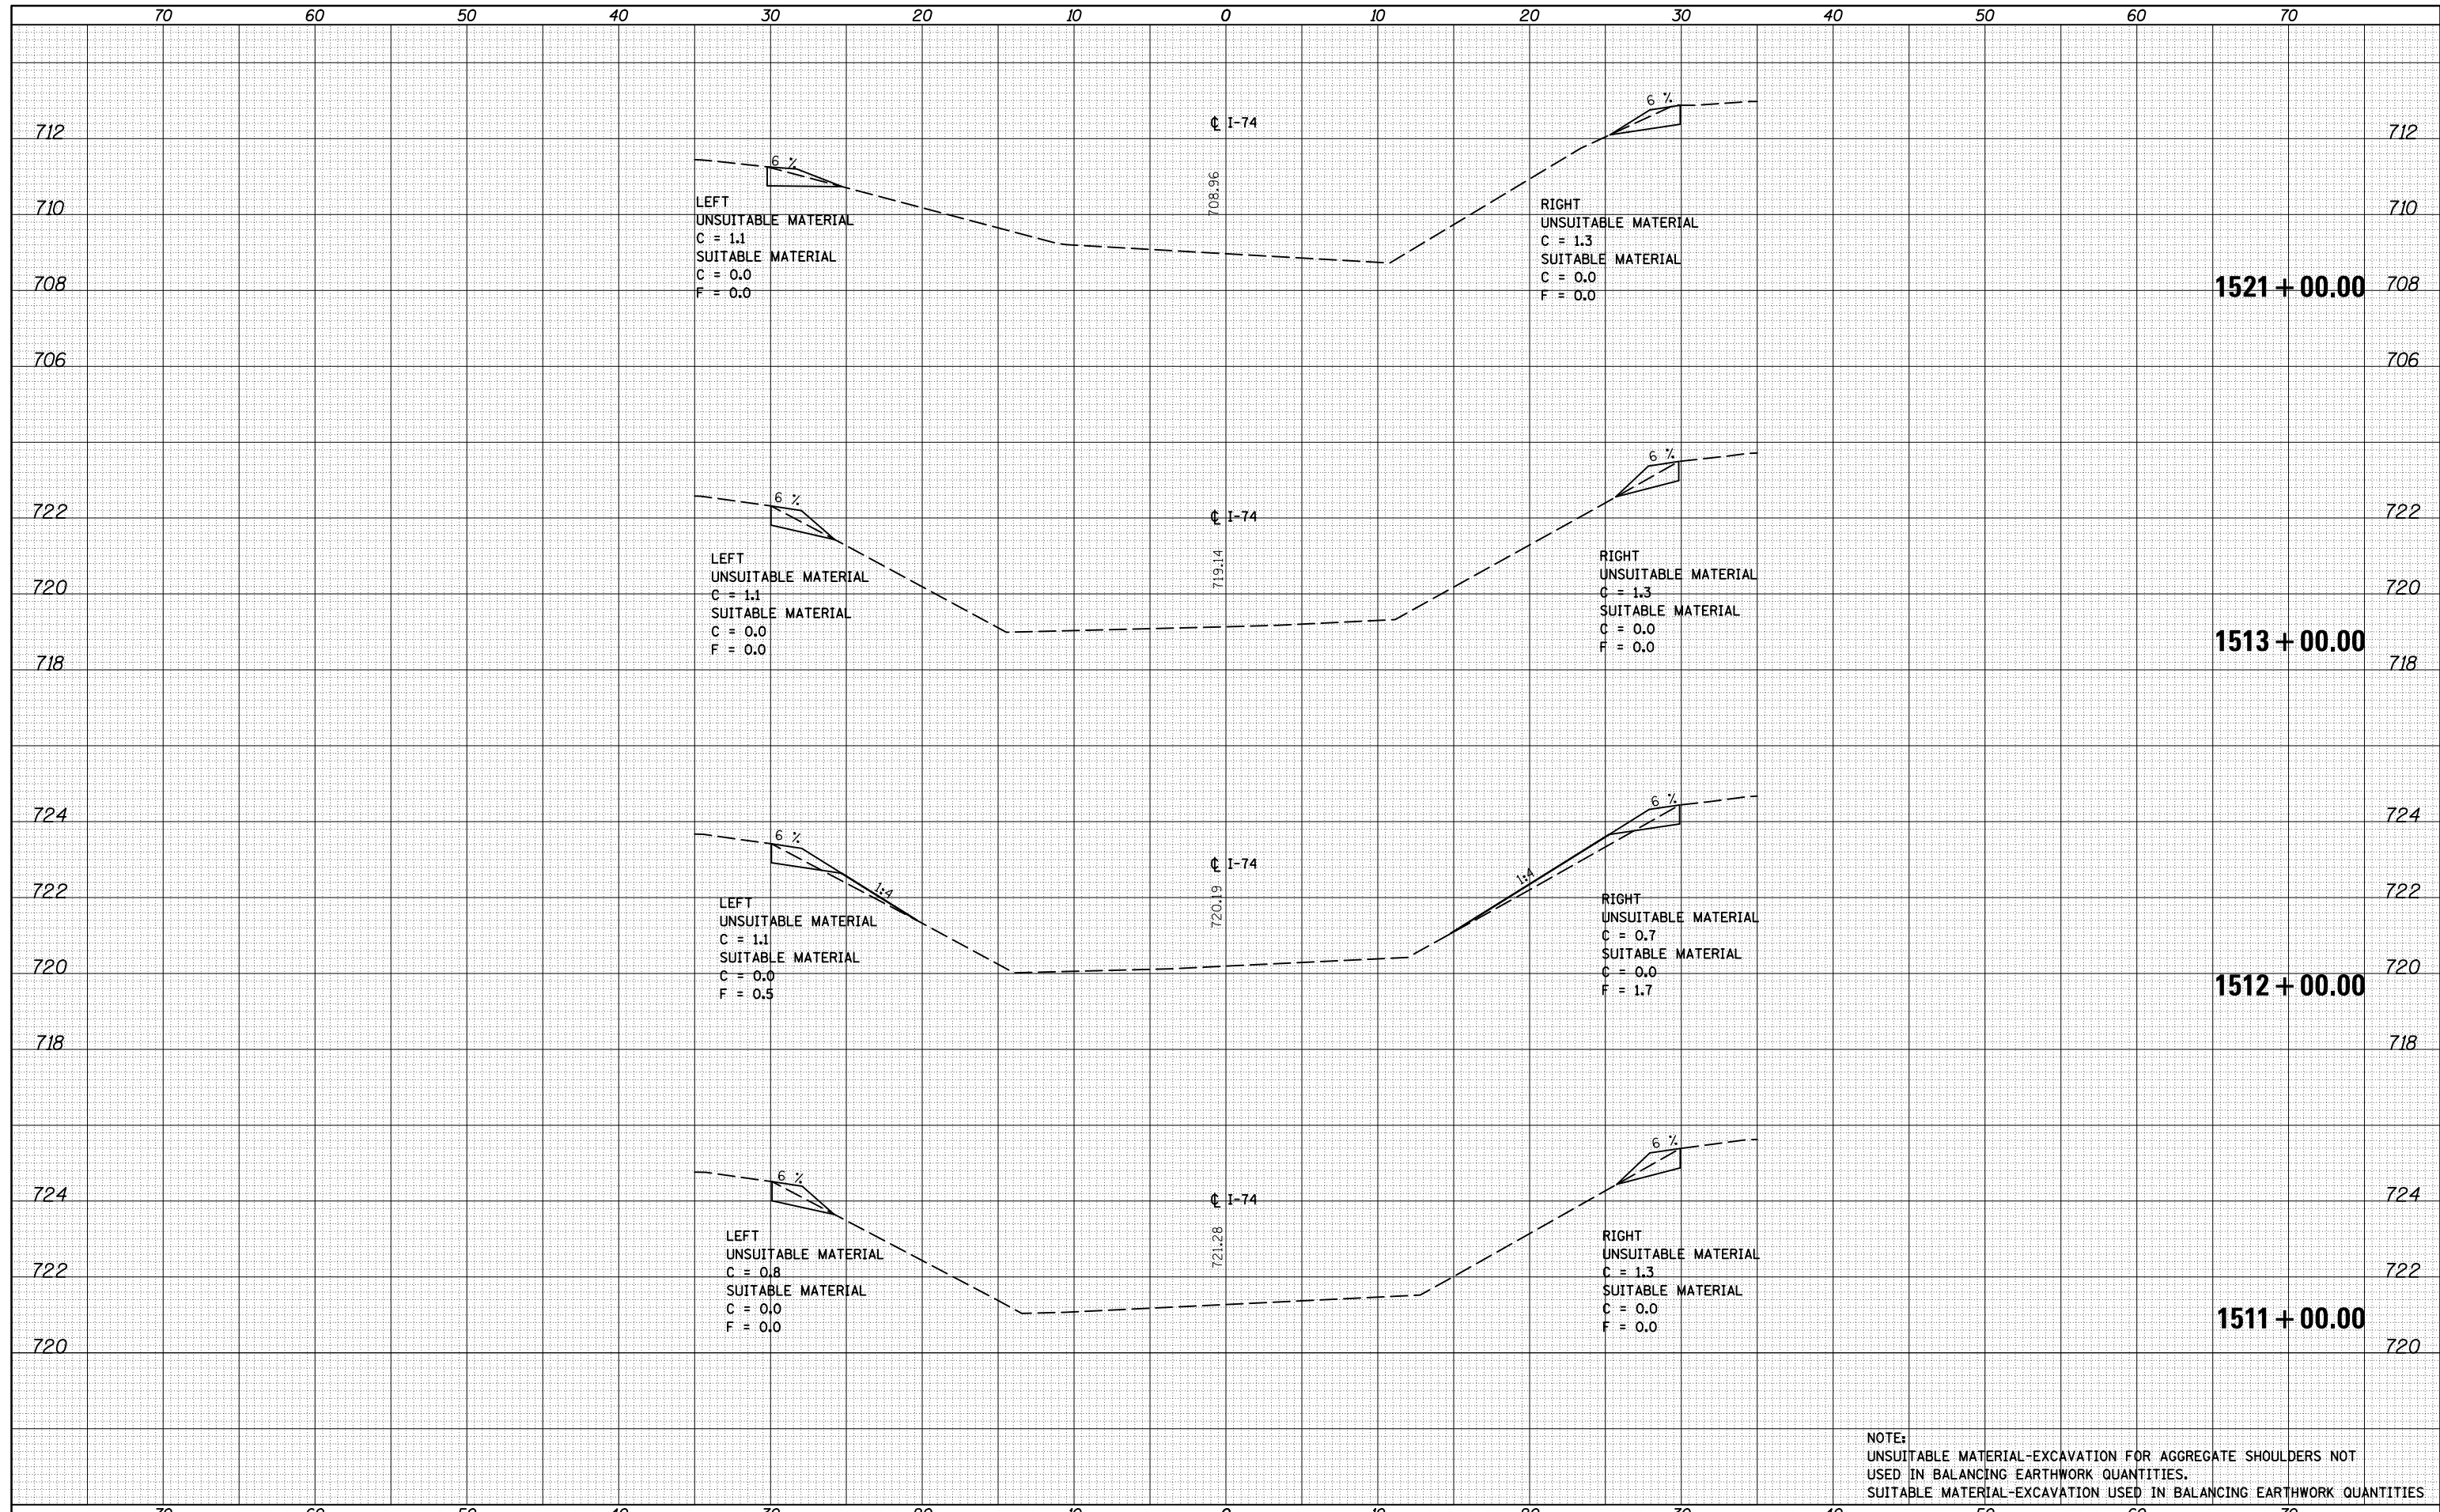 70 60 50 40 30 20 10 0 10 20 30 40 50 60 70
6 %
712 ℄ I-74 712
6 %
708.96
LEFT
UNSUITABLE MATERIAL
C = 1.1
SUITABLE MATERIAL
C = 0.0
F = 0.0
RIGHT
UNSUITABLE MATERIAL
C = 1.3
SUITABLE MATERIAL
C = 0.0
F = 0.0
710 710
708 1521+00.00 708
706 706
6 %
6 %
722 ℄ I-74 722
719.14
LEFT
UNSUITABLE MATERIAL
C = 1.1
SUITABLE MATERIAL
C = 0.0
F = 0.0
RIGHT
UNSUITABLE MATERIAL
C = 1.3
SUITABLE MATERIAL
C = 0.0
F = 0.0
720 720
1513+00.00
718 718
6 %
724 724
6 %
℄ I-74
1:4
1:4
720.19
722 722
LEFT
UNSUITABLE MATERIAL
C = 1.1
SUITABLE MATERIAL
C = 0.0
F = 0.5
RIGHT
UNSUITABLE MATERIAL
C = 0.7
SUITABLE MATERIAL
C = 0.0
F = 1.7
720 720
1512+00.00
718 718
6 %
6 %
724 ℄ I-74 724
721.28
LEFT
UNSUITABLE MATERIAL
C = 0.8
SUITABLE MATERIAL
C = 0.0
F = 0.0
RIGHT
UNSUITABLE MATERIAL
C = 1.3
SUITABLE MATERIAL
C = 0.0
F = 0.0
722 722
1511+00.00
720 720
NOTE:
UNSUITABLE MATERIAL-EXCAVATION FOR AGGREGATE SHOULDERS NOT
USED IN BALANCING EARTHWORK QUANTITIES.
SUITABLE MATERIAL-EXCAVATION USED IN BALANCING EARTHWORK QUANTITIES